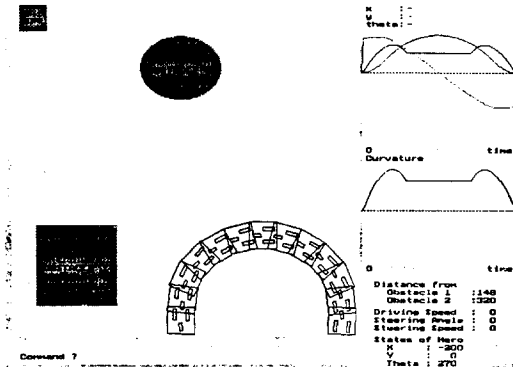 X : -
Y : -
theta : -
0 time
Curvature
0 time
Distance from
Obstacle 1 :148
Obstacle 2 :320
Driving Speed : 0
Steering Angle : 0
Steering Speed : 0
States of Hero
X : -300
Y : 0
Theta : 270
Command ?